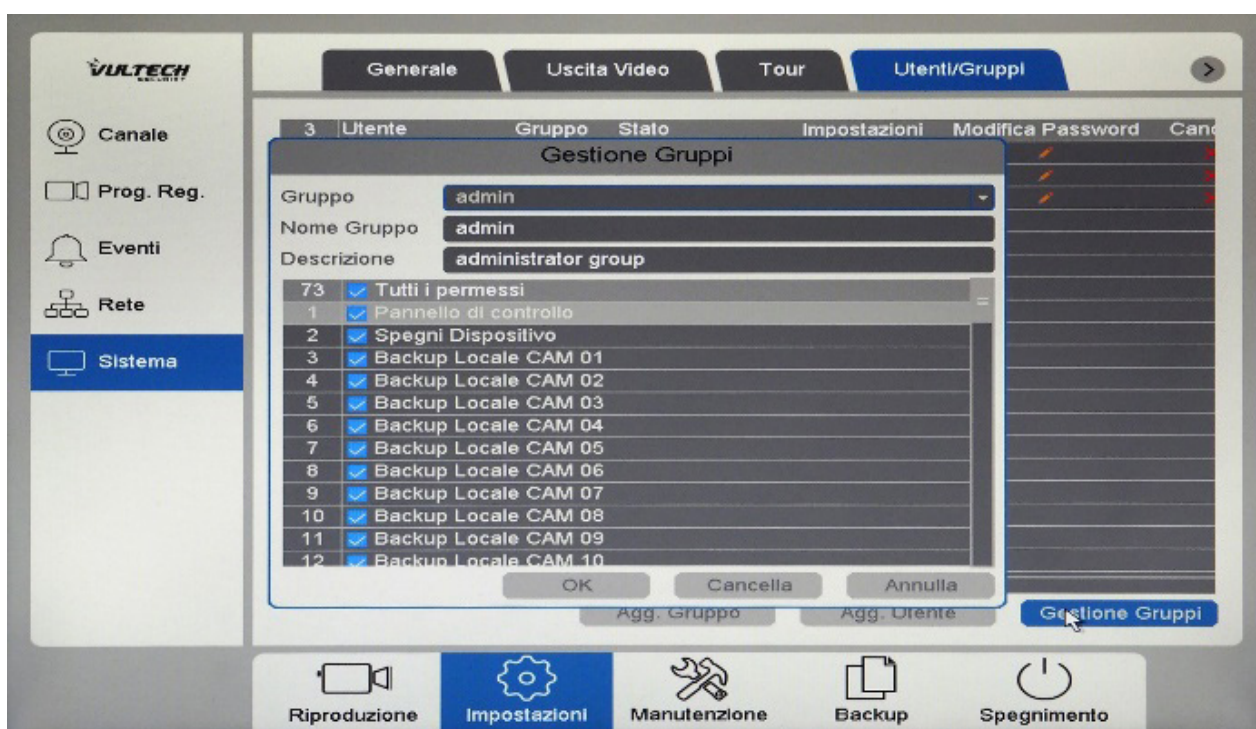 VULTECH
SECURITY
Generale Uscita Video Tour Utenti/Gruppi
Canale
Prog. Reg.
Eventi
Rete
Sistema
3 Utente Gruppo Stato Impostazioni Modifica Password Canc
Gestione Gruppi
Gruppo admin
Nome Gruppo admin
Descrizione administrator group
73 Tutti i permessi
1 Pannello di controllo
2 Spegni Dispositivo
3 Backup Locale CAM 01
4 Backup Locale CAM 02
5 Backup Locale CAM 03
6 Backup Locale CAM 04
7 Backup Locale CAM 05
8 Backup Locale CAM 06
9 Backup Locale CAM 07
10 Backup Locale CAM 08
11 Backup Locale CAM 09
12 Backup Locale CAM 10
OK Cancella Annulla
Agg. Gruppo Agg. Utente Gestione Gruppi
Riproduzione Impostazioni Manutenzione Backup Spegnimento